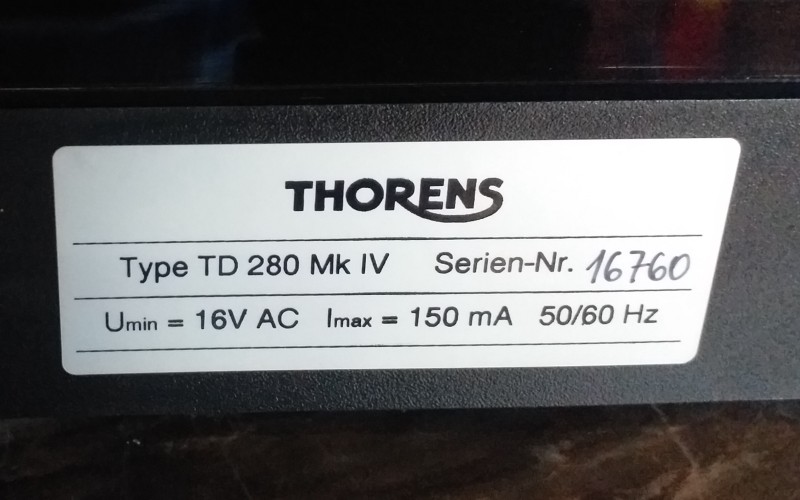 THORENS
Type TD 280 Mk IV Serien-Nr. 16760
Umin = 16V AC Imax = 150 mA 50/60 Hz